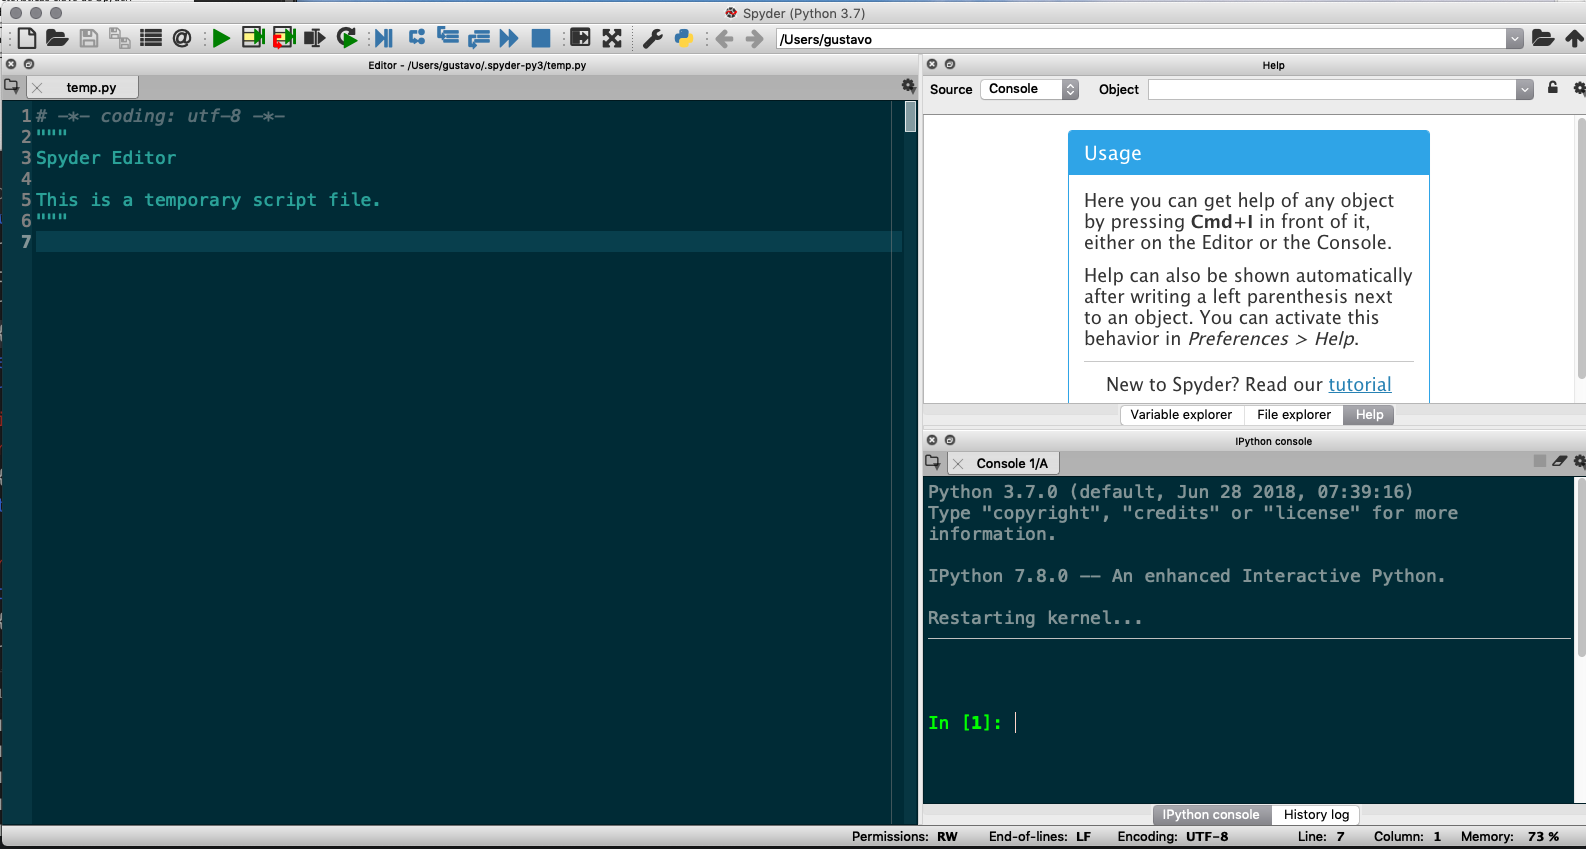 Spyder (Python 3.7)
/Users/gustavo
Editor - /Users/gustavo/.spyder-py3/temp.py
temp.py
1 # -*- coding: utf-8 -*-
2 """
3 Spyder Editor
4
5 This is a temporary script file.
6 """
7
Help
Source Console Object
Usage
Here you can get help of any object
by pressing Cmd+I in front of it,
either on the Editor or the Console.
Help can also be shown automatically
after writing a left parenthesis next
to an object. You can activate this
behavior in Preferences > Help.
New to Spyder? Read our tutorial
Variable explorer File explorer Help
IPython console
Console 1/A
Python 3.7.0 (default, Jun 28 2018, 07:39:16)
Type "copyright", "credits" or "license" for more
information.
IPython 7.8.0 -- An enhanced Interactive Python.
Restarting kernel...
In [1]:
IPython console History log
Permissions: RW End-of-lines: LF Encoding: UTF-8 Line: 7 Column: 1 Memory: 73 %